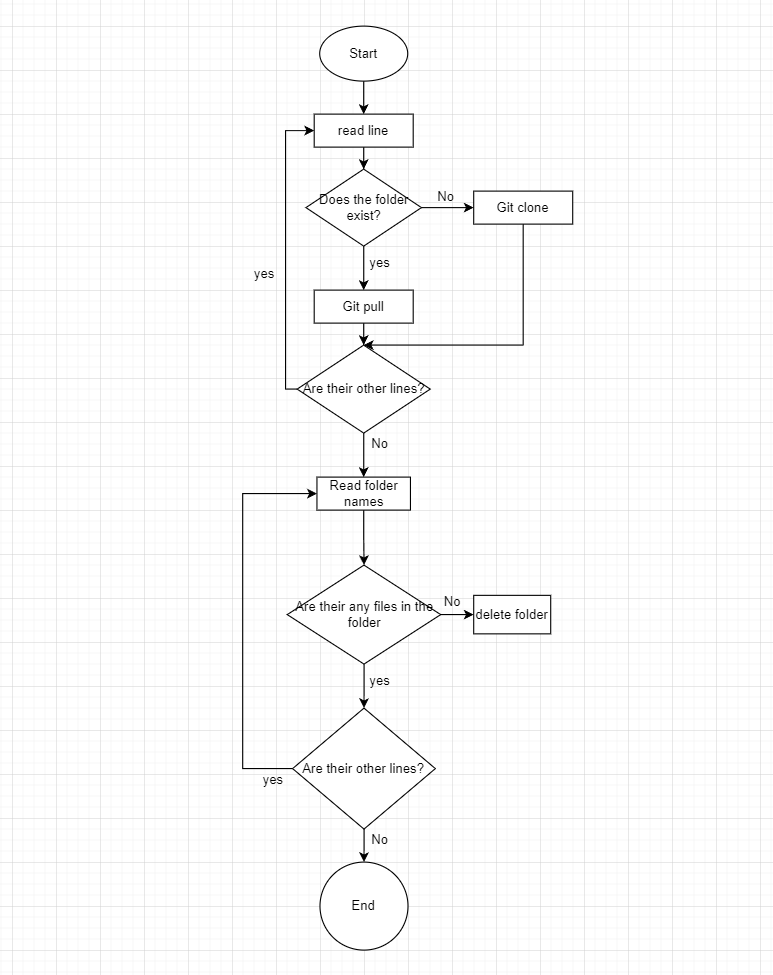 Start
read line
Does the folder
exist?
No
Git clone
yes
yes
Git pull
Are their other lines?
No
Read folder
names
Are their any files in the
folder
No
delete folder
yes
Are their other lines?
yes
No
End